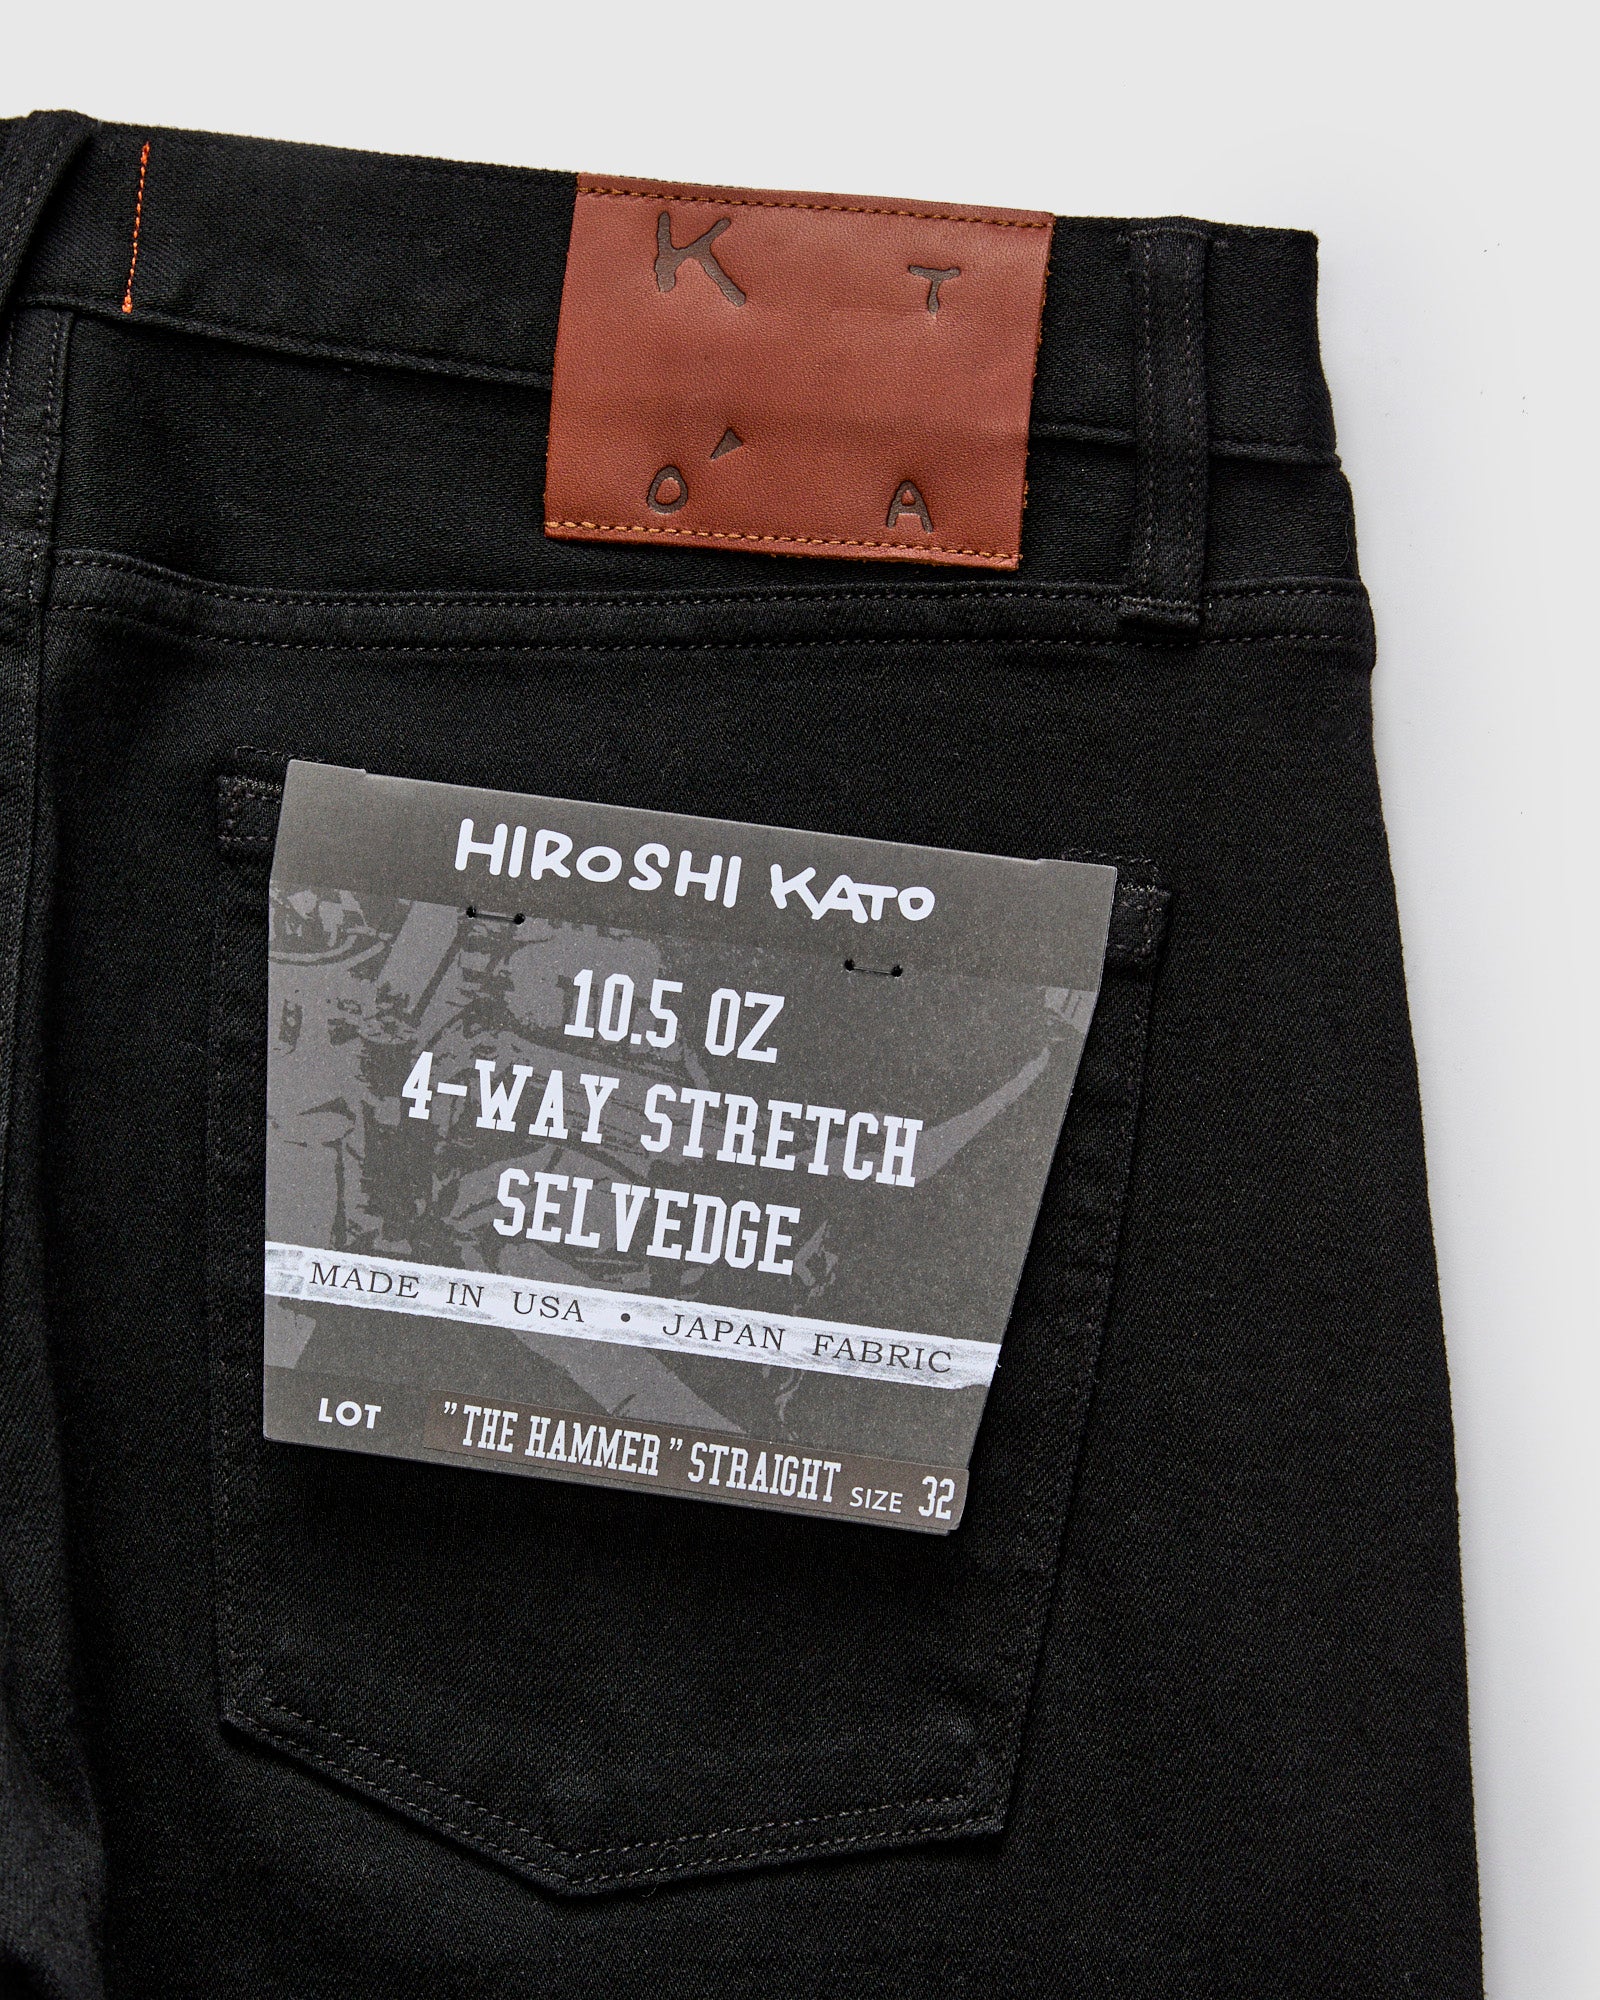 K T
O A
HIROSHI KATO
10.5 OZ
4-WAY STRETCH
SELVEDGE
MADE IN USA • JAPAN FABRIC
LOT ”THE HAMMER” STRAIGHT SIZE 32